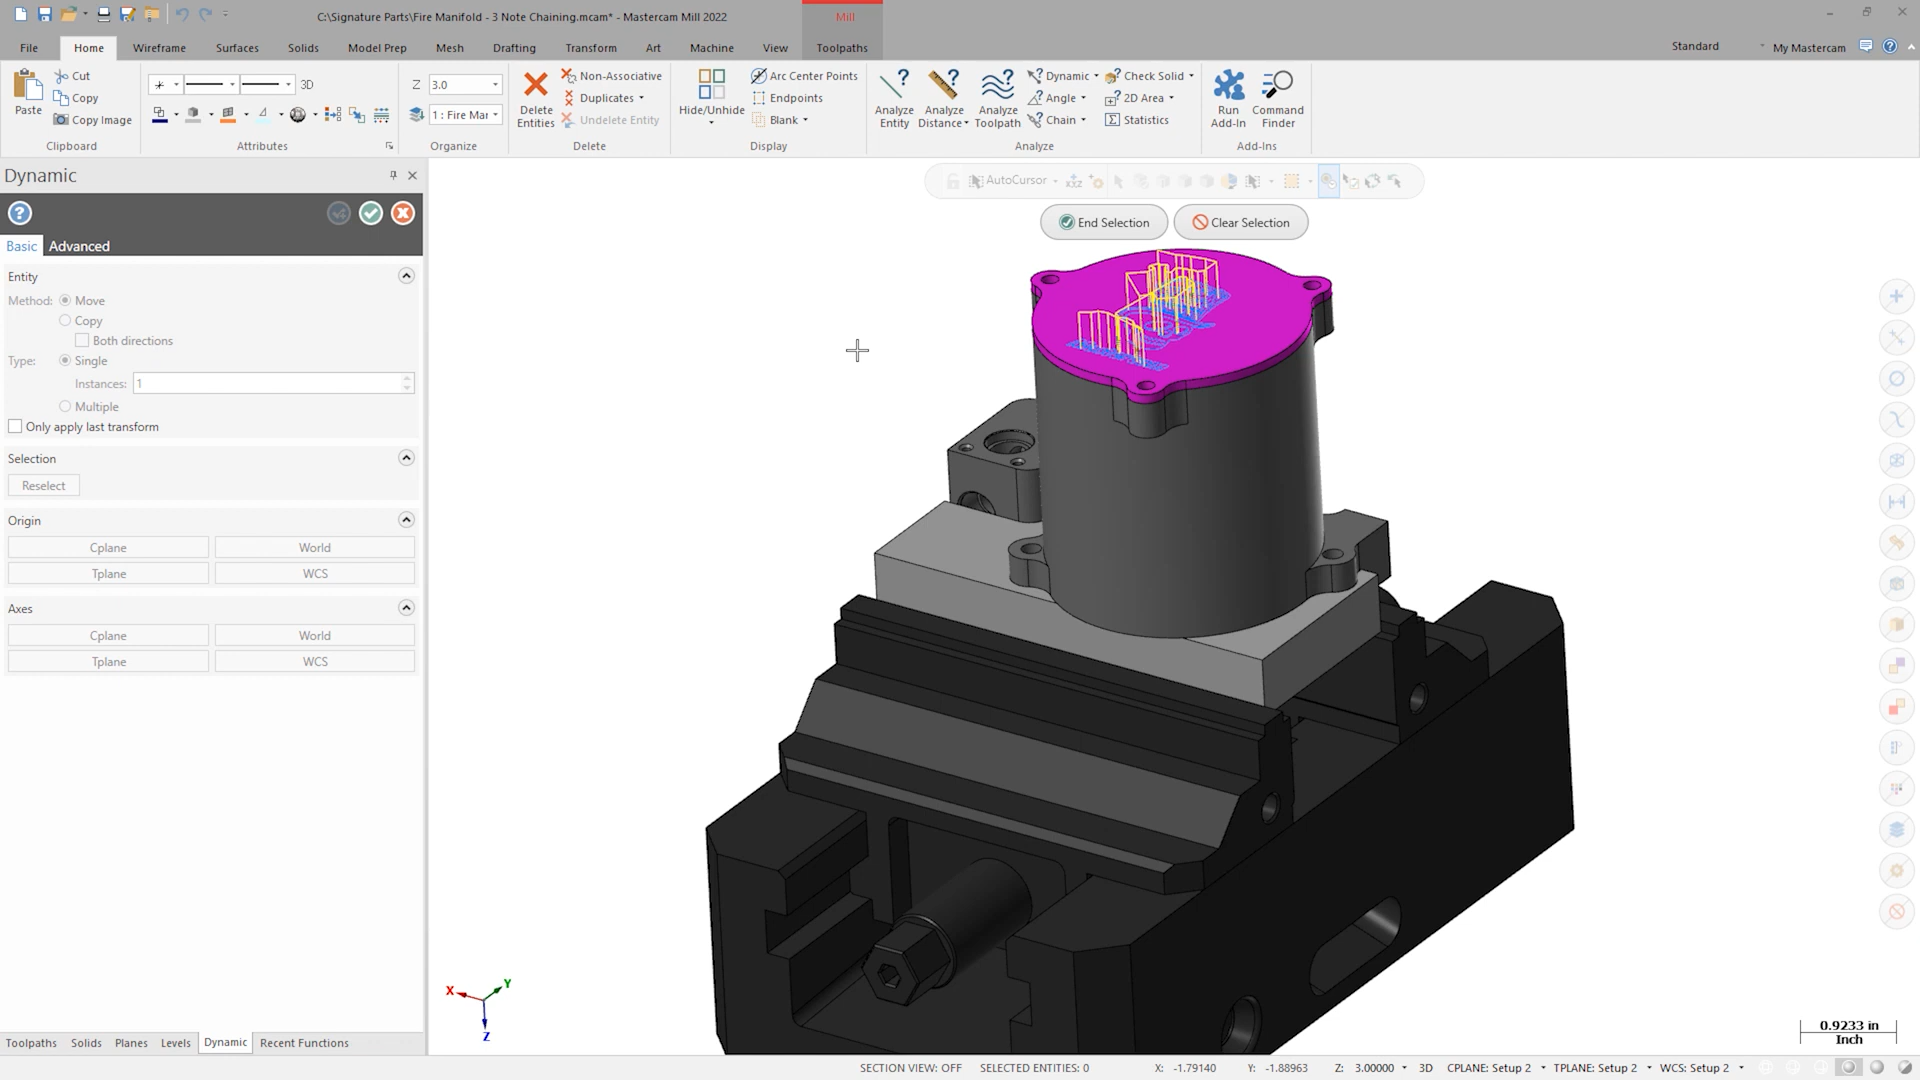 C:\Signature Parts\Fire Manifold - 3 Note Chaining.mcam* - Mastercam Mill 2022
Mill
File
Home
Wireframe
Surfaces
Solids
Model Prep
Mesh
Drafting
Transform
Art
Machine
View
Toolpaths
Standard
My Mastercam
Paste
Cut
Copy
Copy Image
Clipboard
3D
Attributes
Z 3.0
1 : Fire Mar
Organize
Delete Entities
Non-Associative
Duplicates
Undelete Entity
Delete
Hide/Unhide
Arc Center Points
Endpoints
Blank
Display
Analyze Entity
Analyze Distance
Analyze Toolpath
Dynamic
Angle
Chain
Check Solid
2D Area
Statistics
Analyze
Run Add-In
Command Finder
Add-Ins
Dynamic
Basic
Advanced
Entity
Method: Move
Copy
Both directions
Type: Single
Instances: 1
Multiple
Only apply last transform
Selection
Reselect
Origin
Cplane
World
Tplane
WCS
Axes
Cplane
World
Tplane
WCS
AutoCursor
End Selection
Clear Selection
X
Y
Z
0.9233 in
Inch
Toolpaths
Solids
Planes
Levels
Dynamic
Recent Functions
SECTION VIEW: OFF
SELECTED ENTITIES: 0
X: -1.79140
Y: -1.88963
Z: 3.00000
3D
CPLANE: Setup 2
TPLANE: Setup 2
WCS: Setup 2